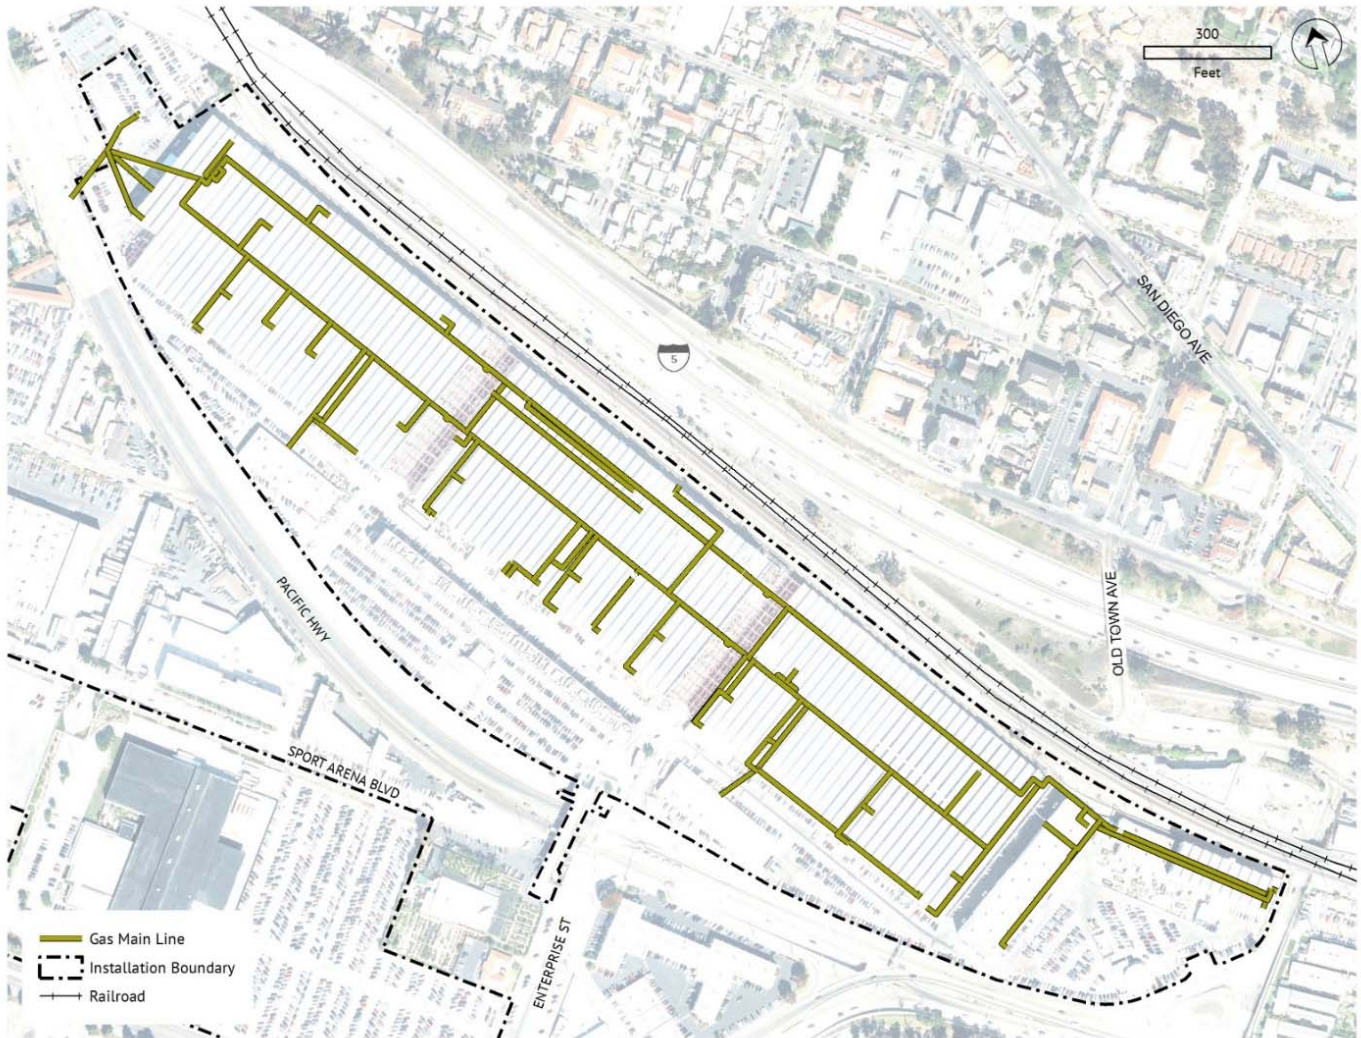 300
Feet
SAN DIEGO AVE
5
OLD TOWN AVE
PACIFIC HWY
SPORT ARENA BLVD
ENTERPRISE ST
Gas Main Line
Installation Boundary
Railroad